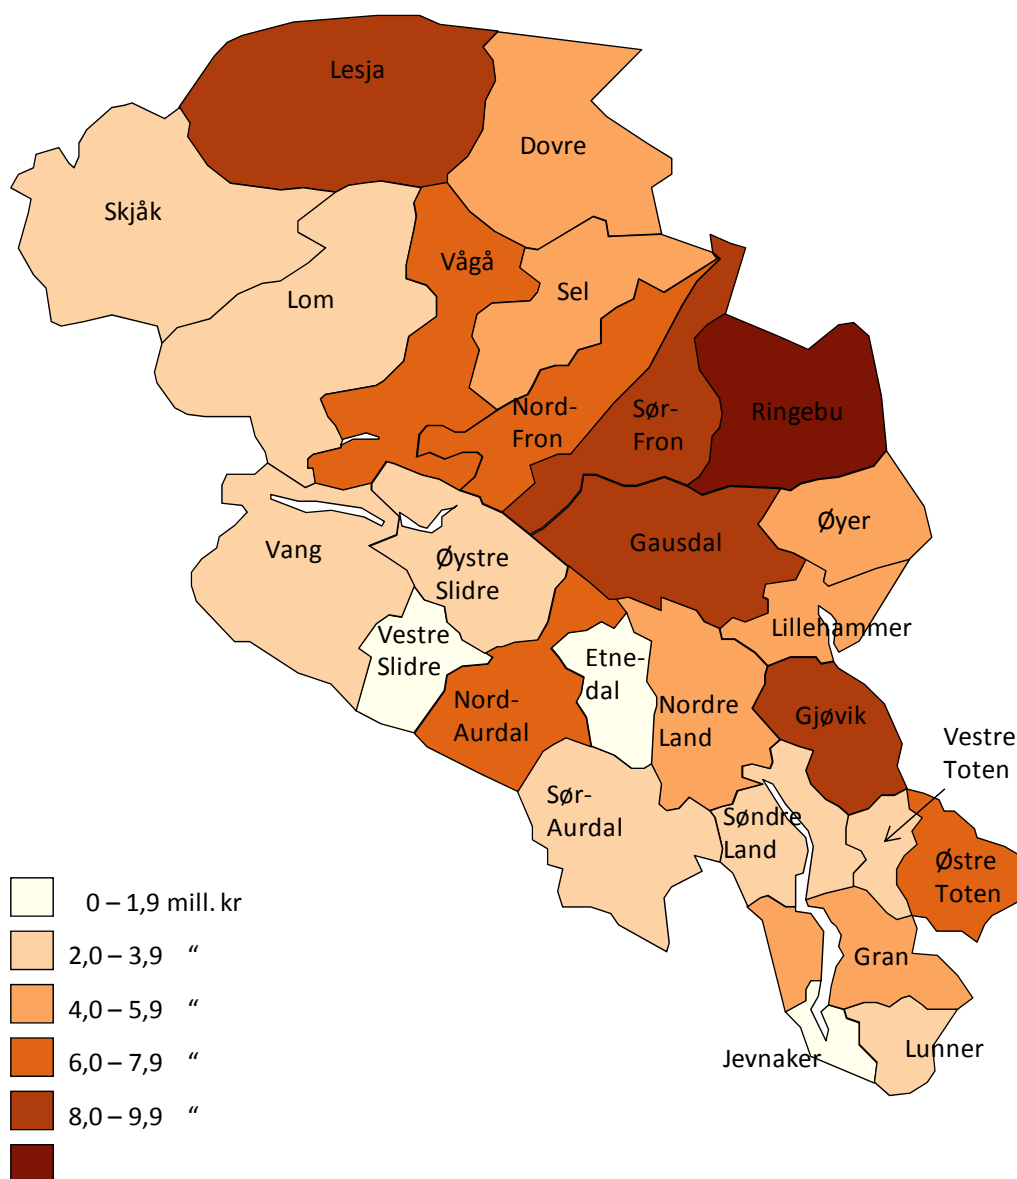 Lesja
Dovre
Skjåk
Vågå
Sel
Lom
Nord-
Fron
Sør-
Fron
Ringebu
Øyer
Gausdal
Vang
Øystre
Slidre
Lillehammer
Vestre
Slidre
Etne-
dal
Nord-
Aurdal
Nordre
Land
Gjøvik
Vestre
Toten
Sør-
Aurdal
Søndre
Land
Østre
Toten
Gran
Jevnaker
Lunner
0 – 1,9 mill. kr
2,0 – 3,9 “
4,0 – 5,9 “
6,0 – 7,9 “
8,0 – 9,9 “